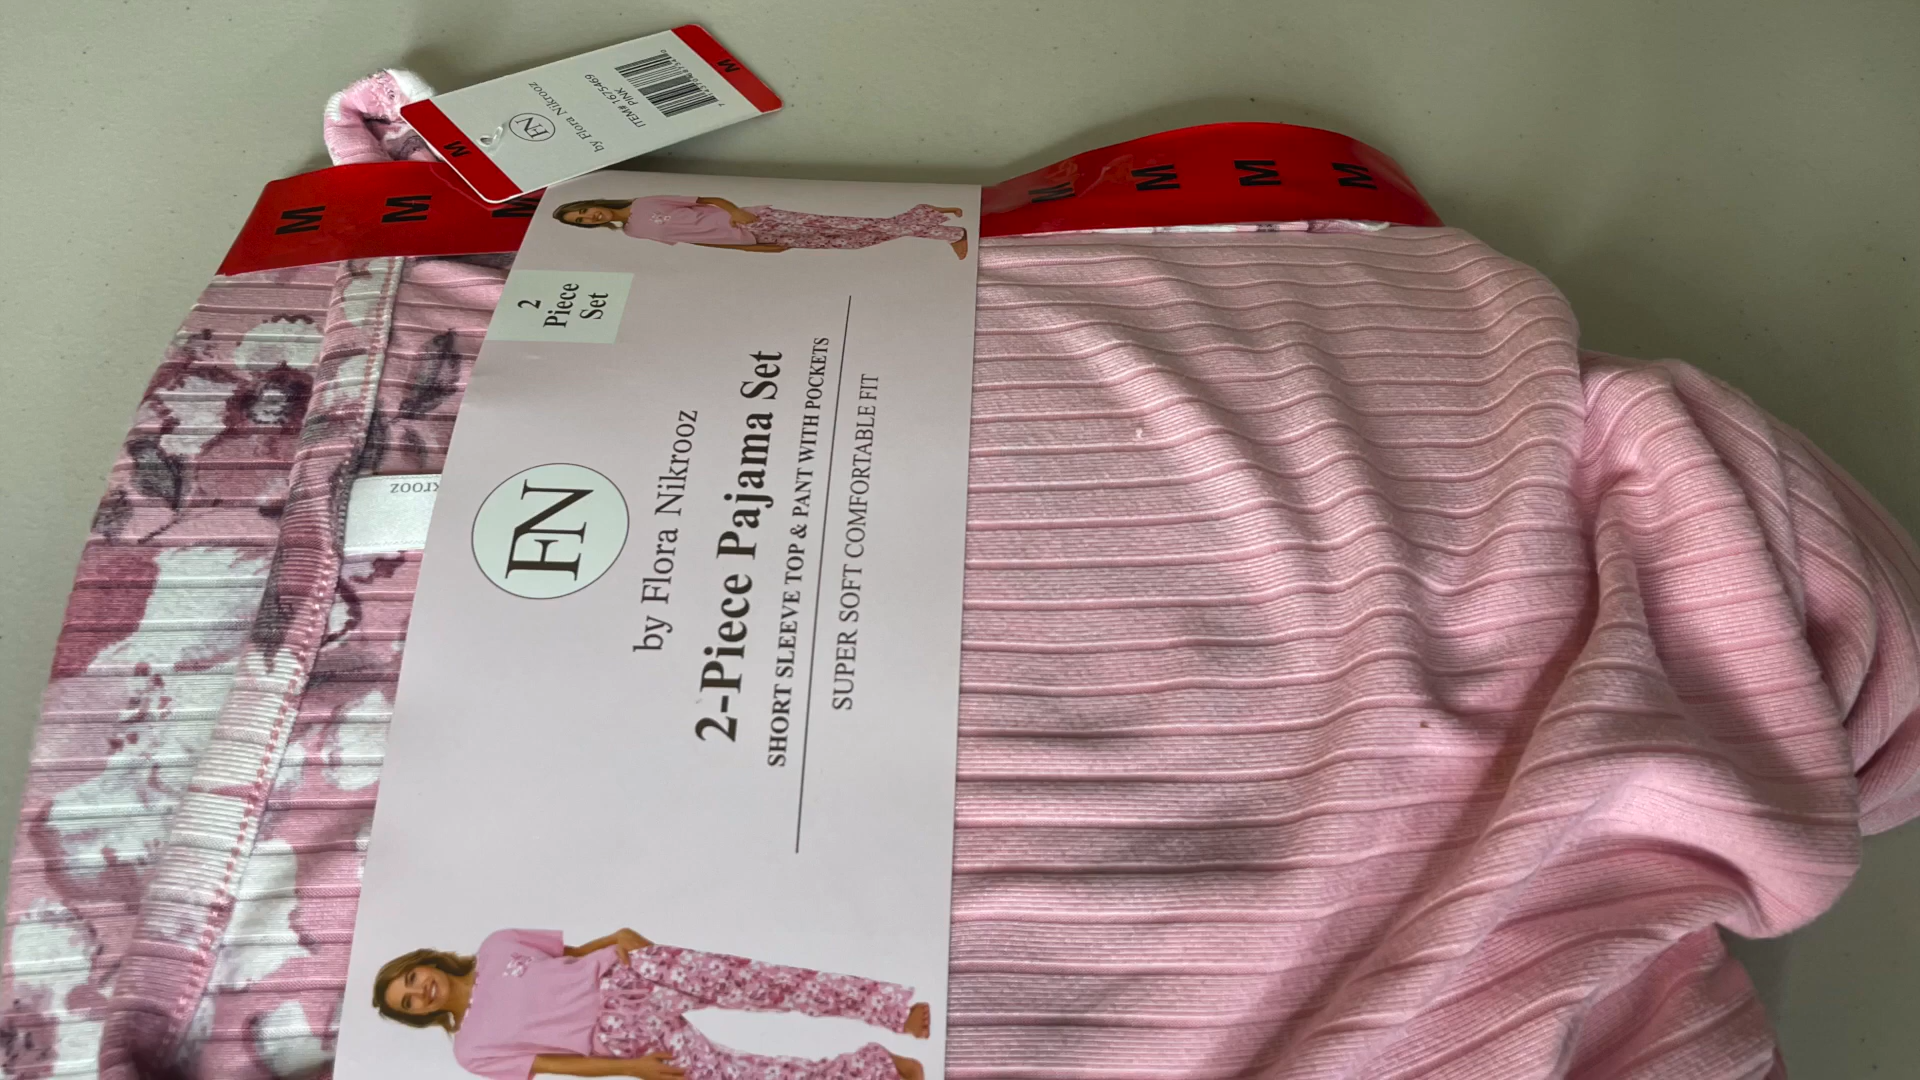 M
M
by Flora Nikrooz
FN
ITEM# 1675469
PINK
M M M
M M M M
2
Piece
Set
FN
by Flora Nikrooz
2-Piece Pajama Set
SHORT SLEEVE TOP & PANT WITH POCKETS
SUPER SOFT COMFORTABLE FIT
krooz